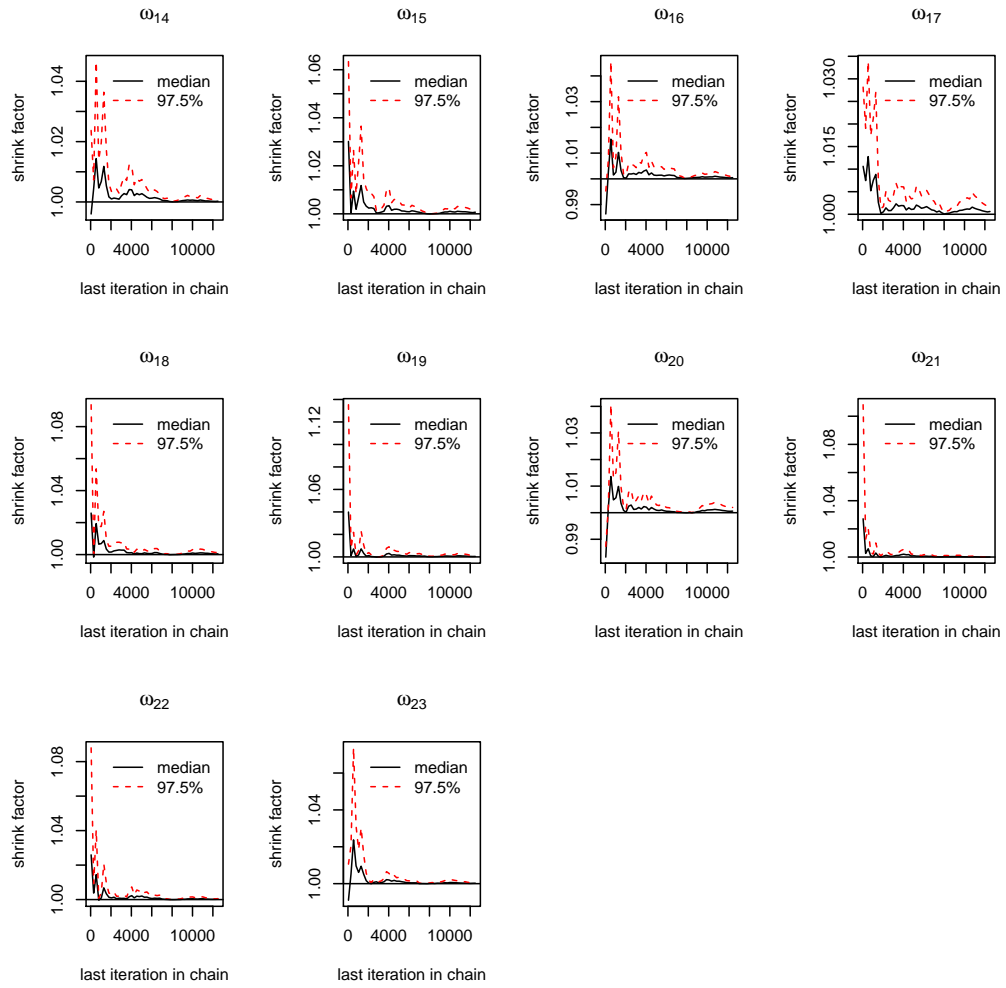 ω14
median
97.5%
1.00 1.02 1.04
shrink factor
0 4000 10000
last iteration in chain
ω15
median
97.5%
1.00 1.02 1.04 1.06
shrink factor
0 4000 10000
last iteration in chain
ω16
median
97.5%
0.99 1.01 1.03
shrink factor
0 4000 10000
last iteration in chain
ω17
median
97.5%
1.000 1.015 1.030
shrink factor
0 4000 10000
last iteration in chain
ω18
median
97.5%
1.00 1.04 1.08
shrink factor
0 4000 10000
last iteration in chain
ω19
median
97.5%
1.00 1.06 1.12
shrink factor
0 4000 10000
last iteration in chain
ω20
median
97.5%
0.99 1.01 1.03
shrink factor
0 4000 10000
last iteration in chain
ω21
median
97.5%
1.00 1.04 1.08
shrink factor
0 4000 10000
last iteration in chain
ω22
median
97.5%
1.00 1.04 1.08
shrink factor
0 4000 10000
last iteration in chain
ω23
median
97.5%
1.00 1.04
shrink factor
0 4000 10000
last iteration in chain